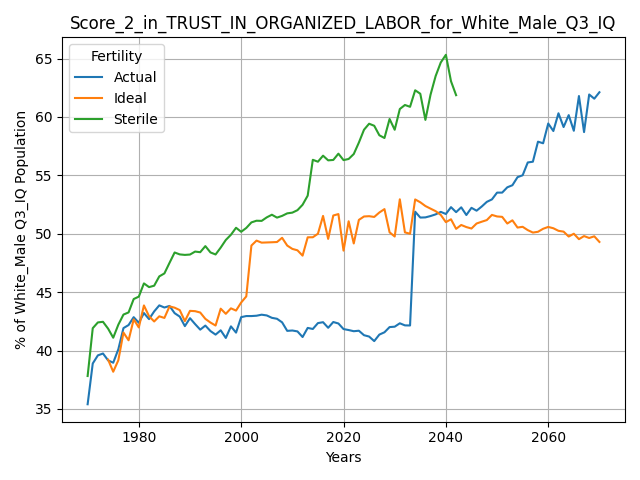 Score_2_in_TRUST_IN_ORGANIZED_LABOR_for_White_Male_Q3_IQ
Fertility
Actual
Ideal
Sterile
% of White_Male Q3_IQ Population
65
60
55
50
45
40
35
1980
2000
2020
2040
2060
Years